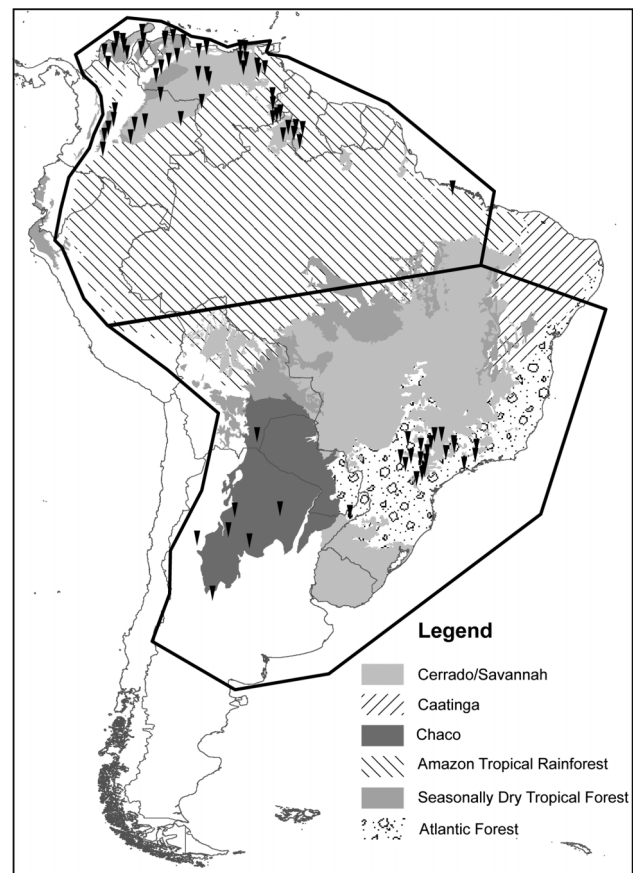 Legend
Cerrado/Savannah
Caatinga
Chaco
Amazon Tropical Rainforest
Seasonally Dry Tropical Forest
Atlantic Forest